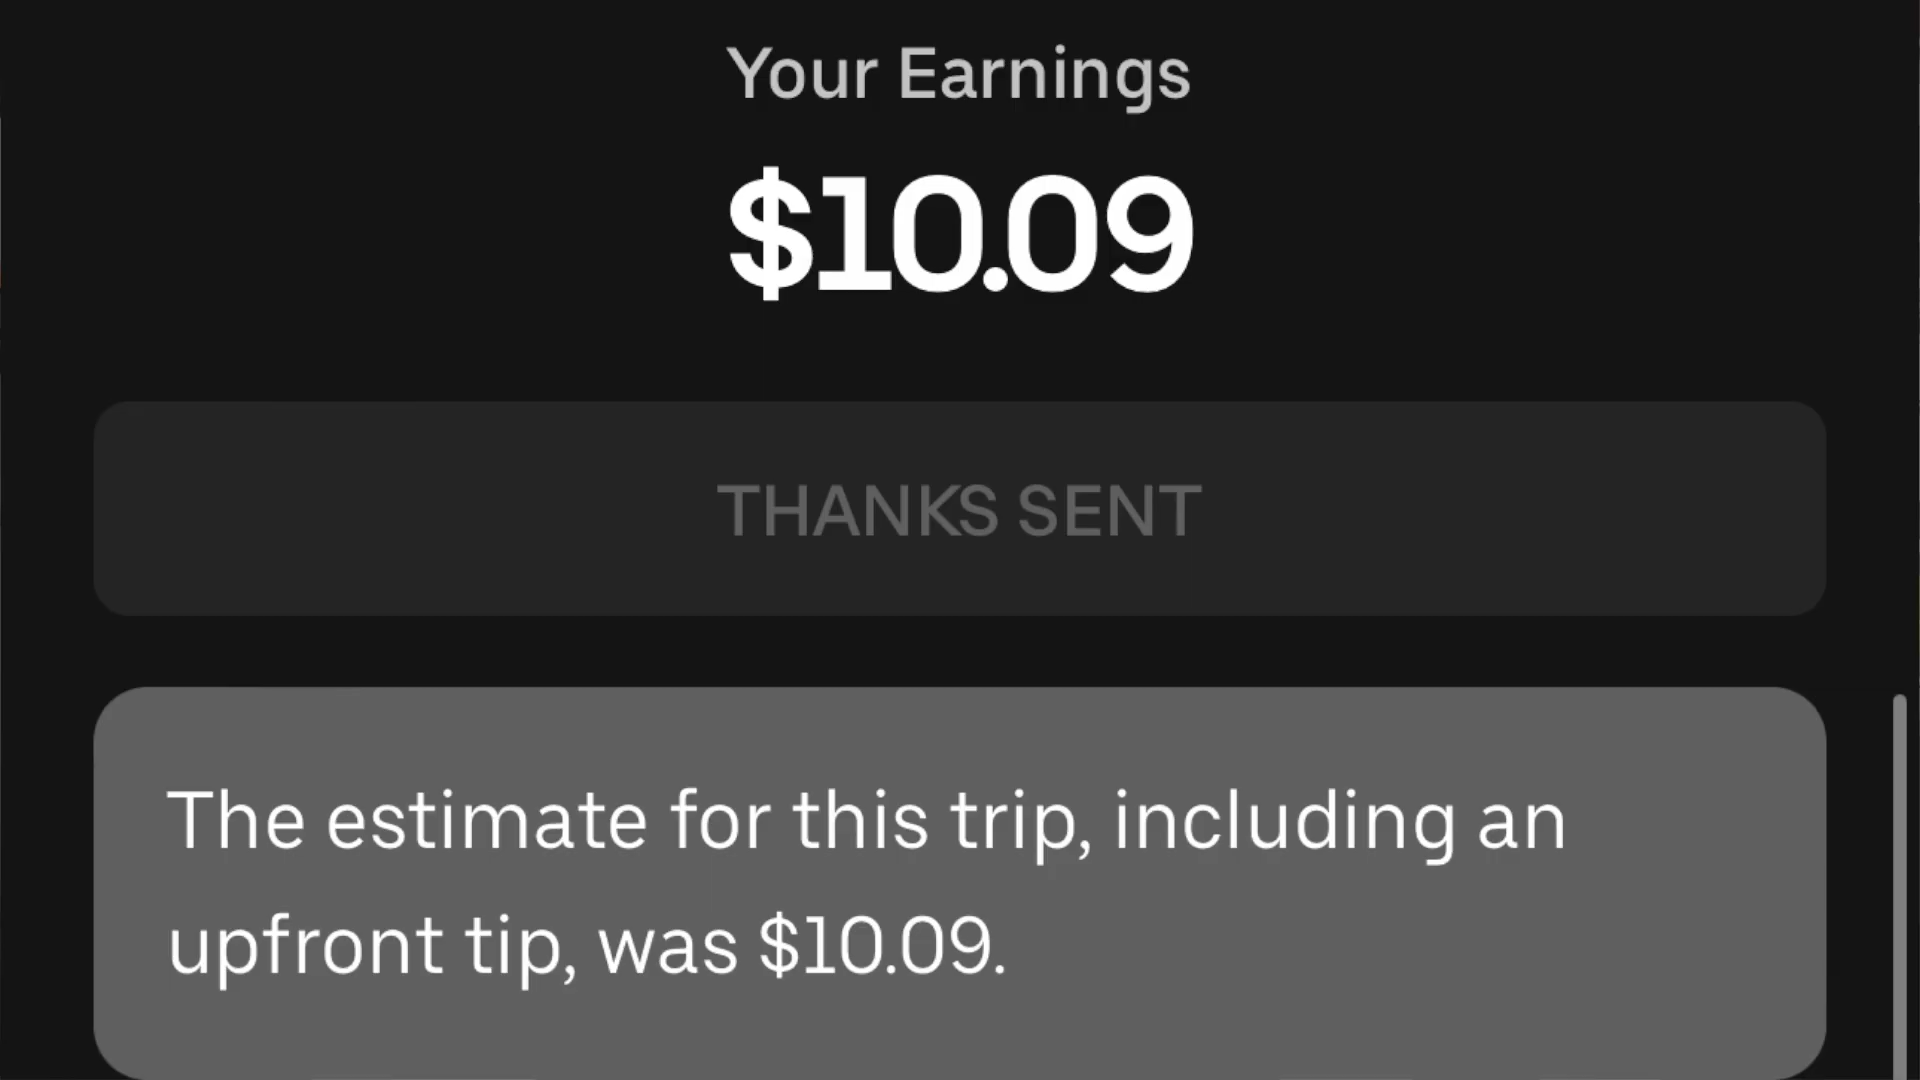 Your Earnings
$10.09
THANKS SENT
The estimate for this trip, including an
upfront tip, was $10.09.